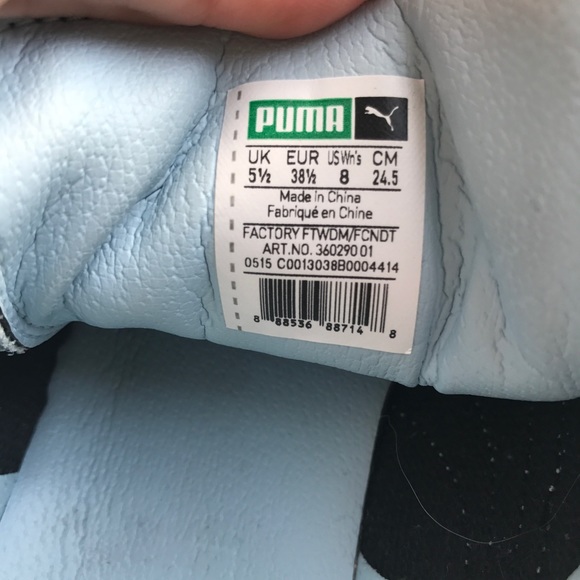 PUMA
UK EUR US Wn's CM
5½ 38½ 8 24.5
Made in China
Fabriqué en Chine
FACTORY FTWDM/FCNDT
ART.NO. 360290 01
0515 C0013038B0004414
8 88536 88714 8